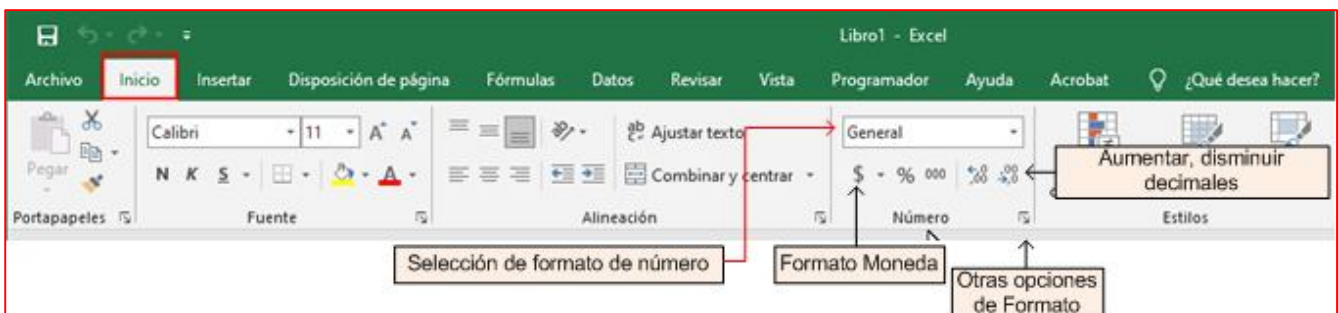 Libro1 - Excel
Archivo Inicio Insertar Disposición de página Fórmulas Datos Revisar Vista Programador Ayuda Acrobat ¿Qué desea hacer?
Calibri 11 A A ab Ajustar texto General
Pegar
N K S A Combinar y centrar $ % 000
Aumentar, disminuir
decimales
Portapapeles Fuente Alineación Número Estilos
Selección de formato de número Formato Moneda
Otras opciones
de Formato